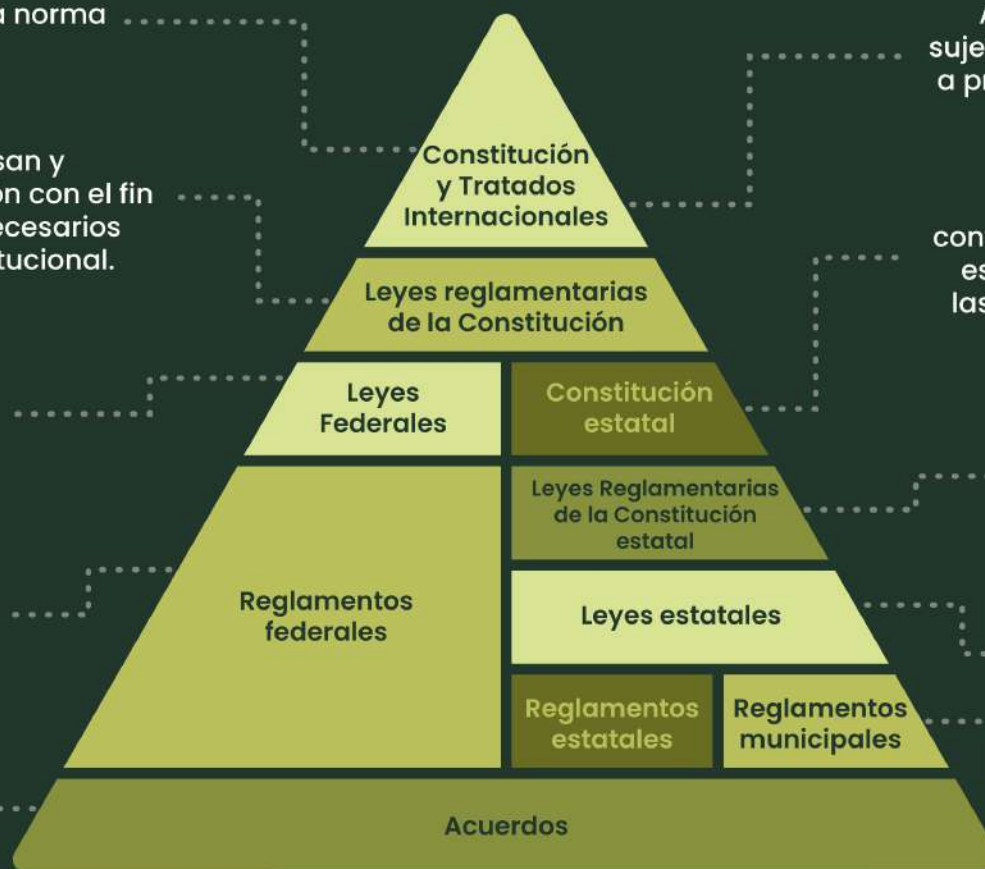 a norma
san y
ón con el fin
ecesarios
tucional.
A
suje
a pr
con
es
las
Constitución
y Tratados
Internacionales
Leyes reglamentarias
de la Constitución
Leyes
Federales
Constitución
estatal
Leyes Reglamentarias
de la Constitución
estatal
Reglamentos
federales
Leyes estatales
Reglamentos
estatales
Reglamentos
municipales
Acuerdos